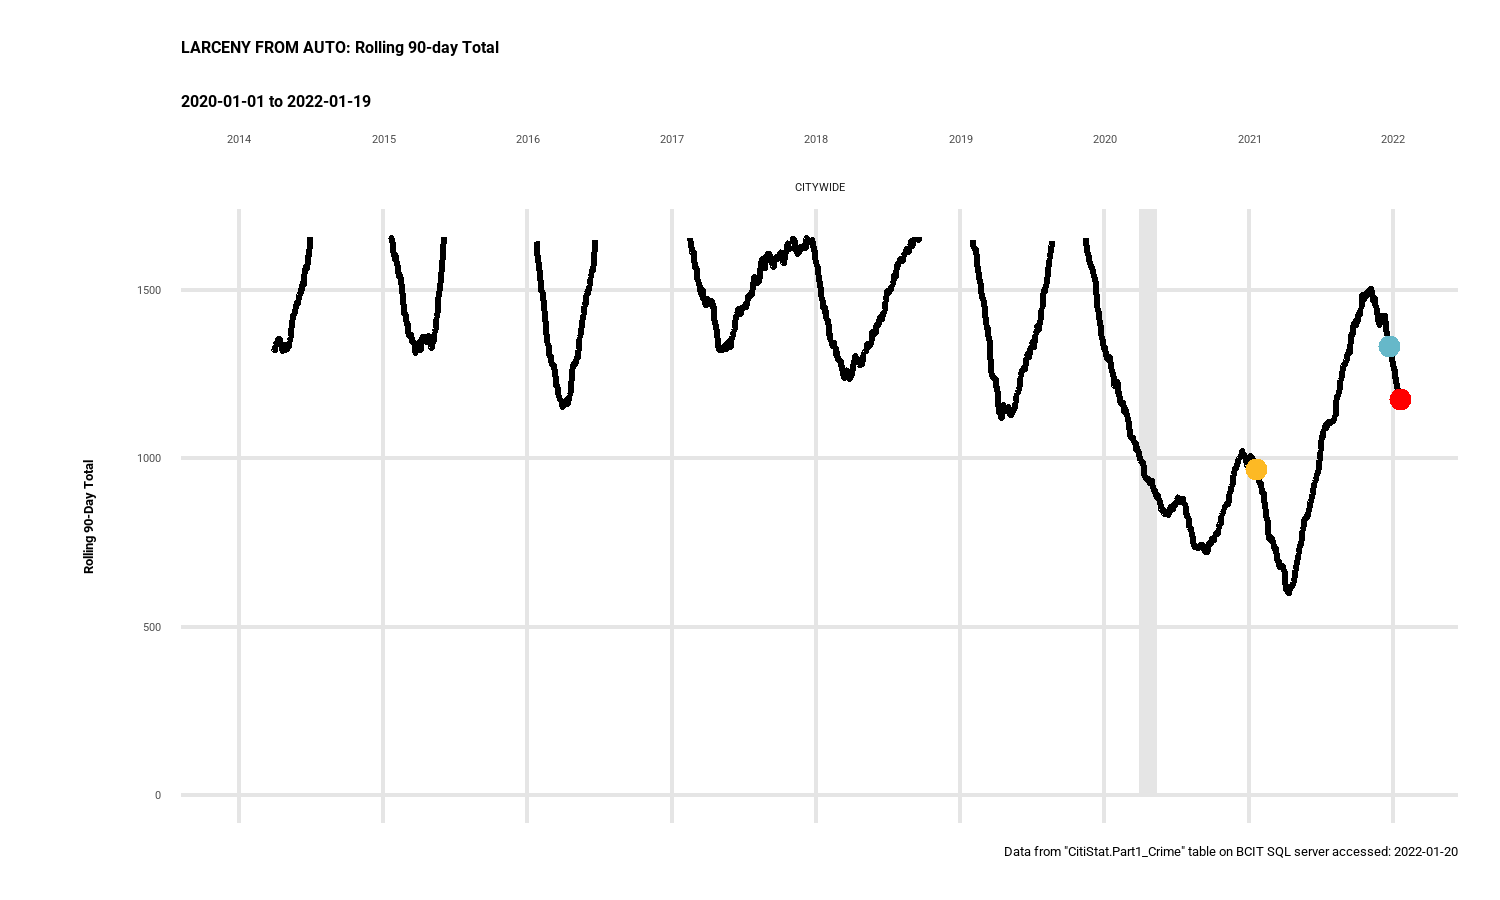 LARCENY FROM AUTO: Rolling 90-day Total
2020-01-01 to 2022-01-19
2014 2015 2016 2017 2018 2019 2020 2021 2022
CITYWIDE
1500
1000
500
0
Rolling 90-Day Total
Data from "CitiStat.Part1_Crime" table on BCIT SQL server accessed: 2022-01-20